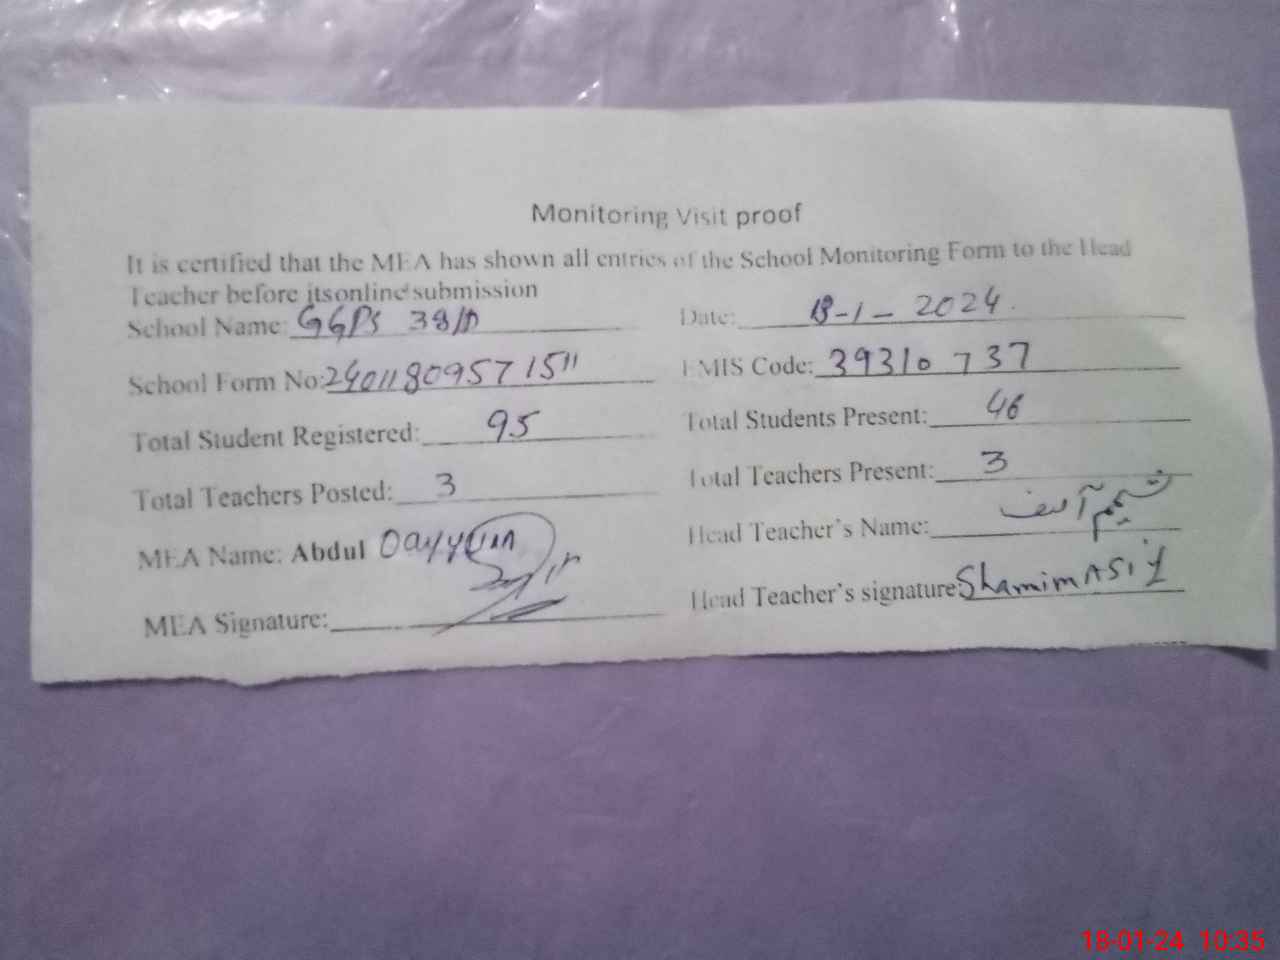 Monitoring Visit proof
It is certified that the MEA has shown all entries of the School Monitoring Form to the Head
Teacher before itsonline submission
School Name: GGPS 38/D Date: 18-1-2024.
School Form No: 2401180957 1511 EMIS Code: 39310737
Total Student Registered: 95 Total Students Present: 46
Total Teachers Posted: 3 Total Teachers Present: 3
MEA Name: Abdul Qayyum Head Teacher's Name: شمیم آصف
MEA Signature: Head Teacher's signature Shamim ASif
18-01-24 10:35